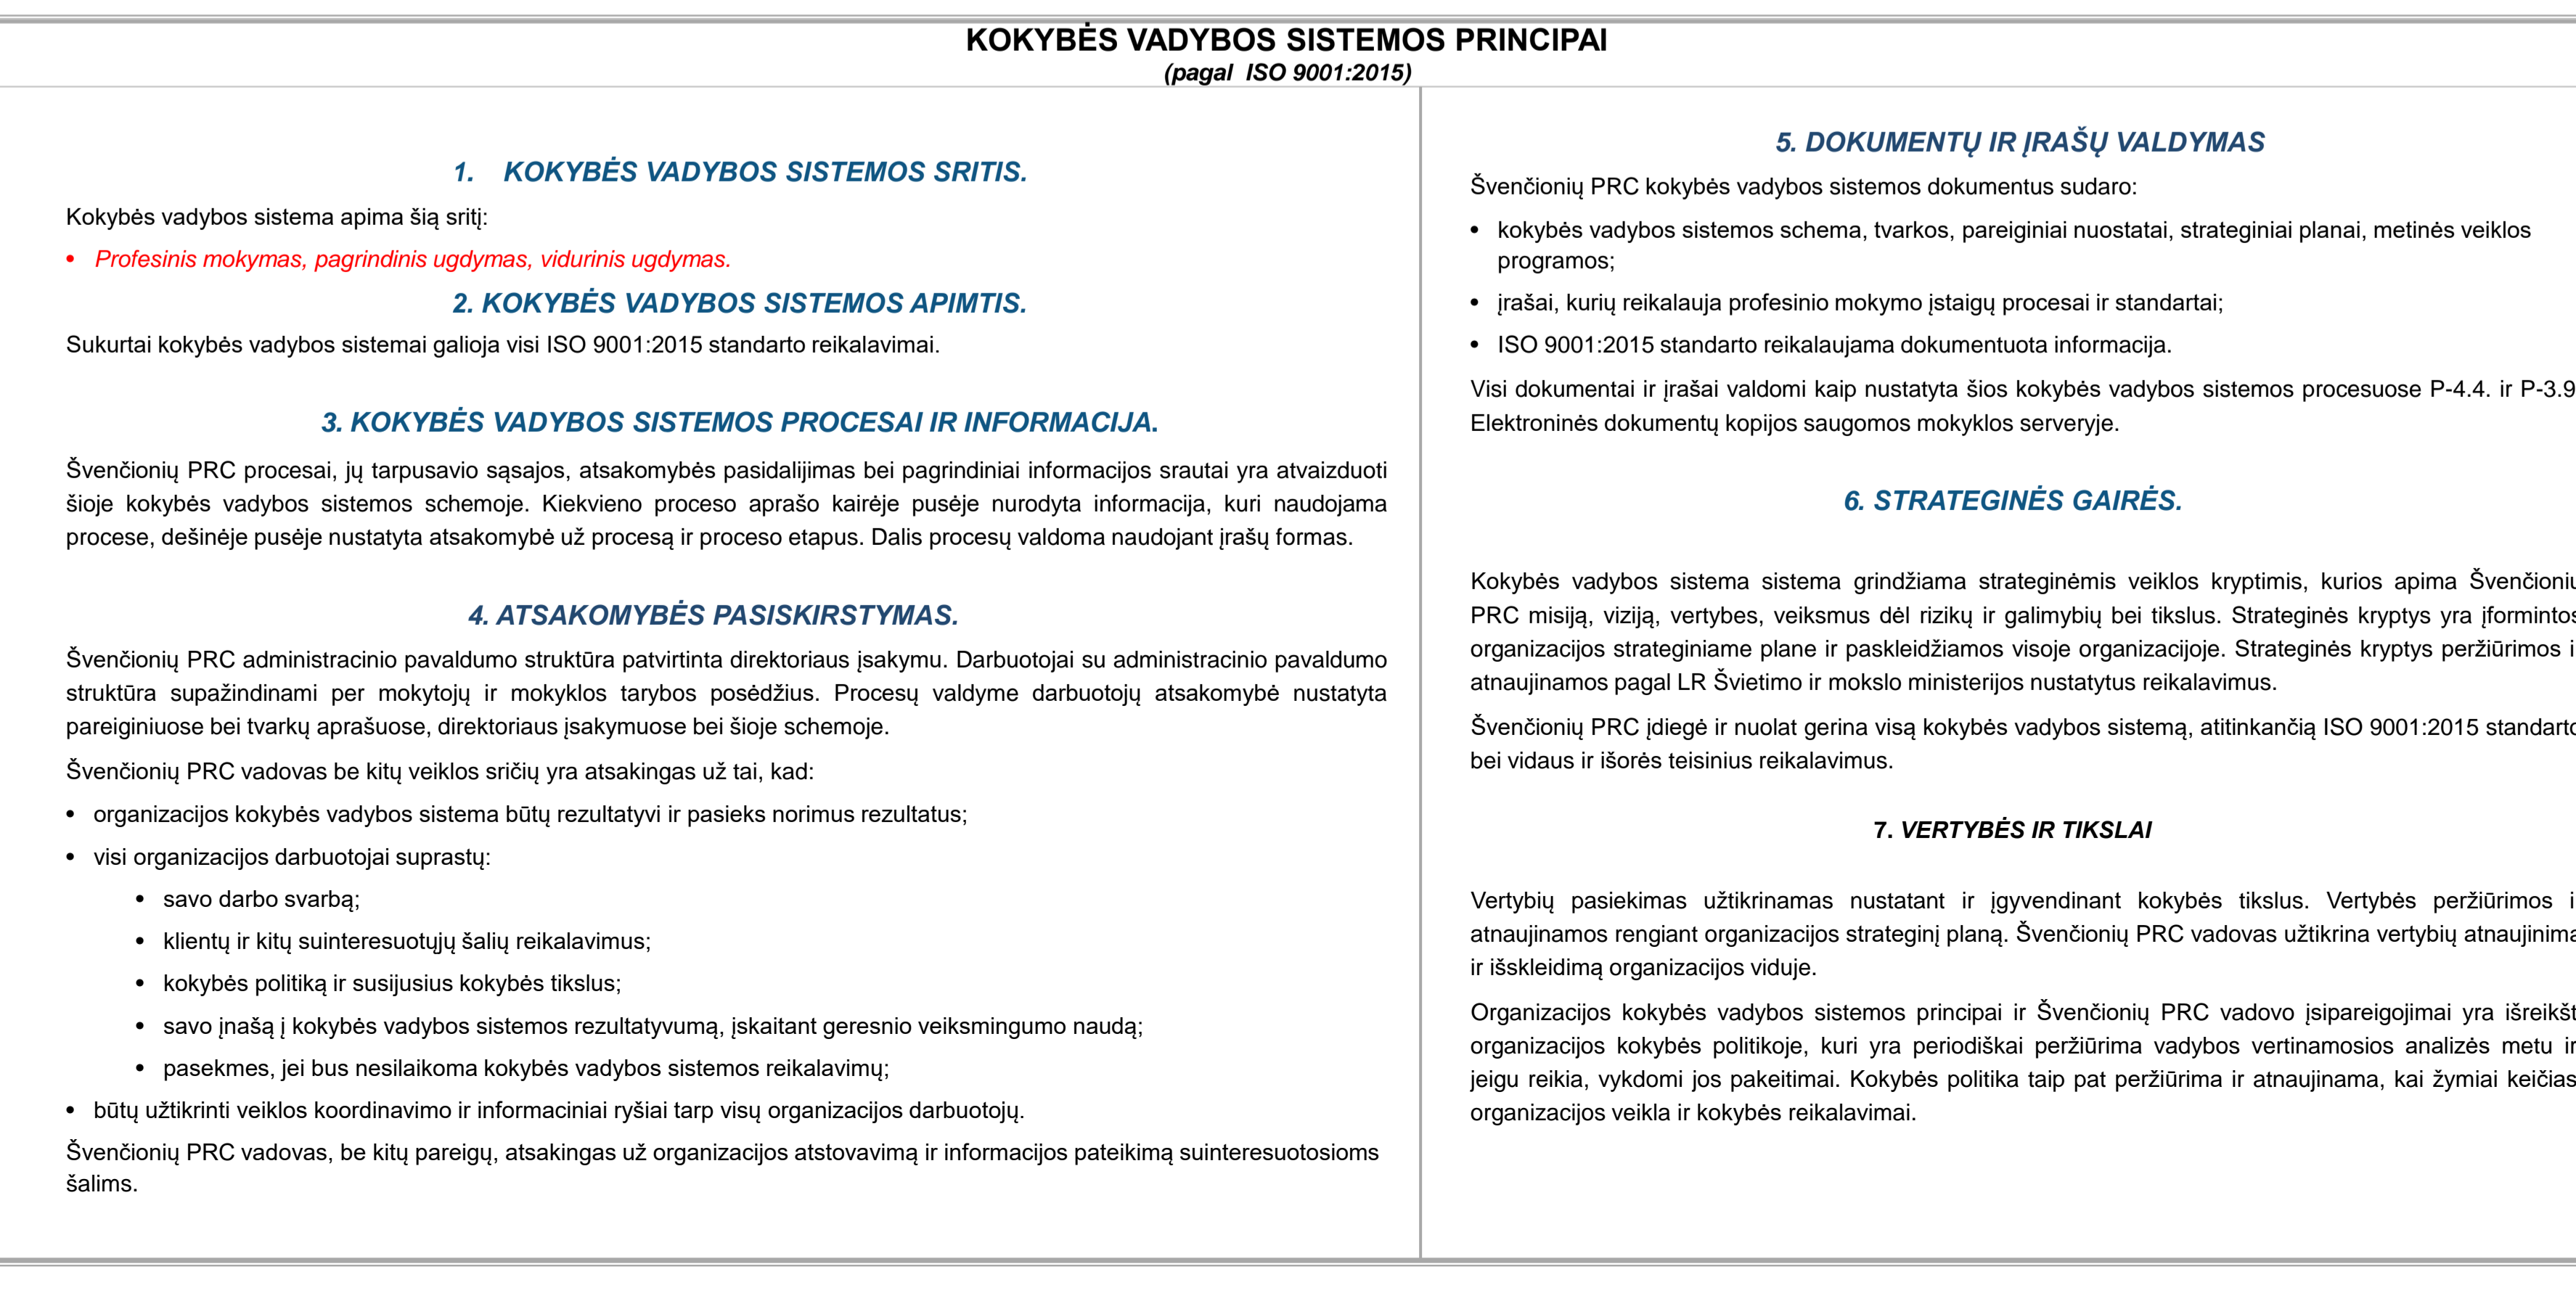 KOKYBĖS VADYBOS SISTEMOS PRINCIPAI
(pagal ISO 9001:2015)
1. KOKYBĖS VADYBOS SISTEMOS SRITIS.
Kokybės vadybos sistema apima šią sritį:
• Profesinis mokymas, pagrindinis ugdymas, vidurinis ugdymas.
2. KOKYBĖS VADYBOS SISTEMOS APIMTIS.
Sukurtai kokybės vadybos sistemai galioja visi ISO 9001:2015 standarto reikalavimai.
3. KOKYBĖS VADYBOS SISTEMOS PROCESAI IR INFORMACIJA.
Švenčionių PRC procesai, jų tarpusavio sąsajos, atsakomybės pasidalijimas bei pagrindiniai informacijos srautai yra atvaizduoti
šioje kokybės vadybos sistemos schemoje. Kiekvieno proceso aprašo kairėje pusėje nurodyta informacija, kuri naudojama
procese, dešinėje pusėje nustatyta atsakomybė už procesą ir proceso etapus. Dalis procesų valdoma naudojant įrašų formas.
4. ATSAKOMYBĖS PASISKIRSTYMAS.
Švenčionių PRC administracinio pavaldumo struktūra patvirtinta direktoriaus įsakymu. Darbuotojai su administracinio pavaldumo
struktūra supažindinami per mokytojų ir mokyklos tarybos posėdžius. Procesų valdyme darbuotojų atsakomybė nustatyta
pareiginiuose bei tvarkų aprašuose, direktoriaus įsakymuose bei šioje schemoje.
Švenčionių PRC vadovas be kitų veiklos sričių yra atsakingas už tai, kad:
• organizacijos kokybės vadybos sistema būtų rezultatyvi ir pasieks norimus rezultatus;
• visi organizacijos darbuotojai suprastų:
• savo darbo svarbą;
• klientų ir kitų suinteresuotųjų šalių reikalavimus;
• kokybės politiką ir susijusius kokybės tikslus;
• savo įnašą į kokybės vadybos sistemos rezultatyvumą, įskaitant geresnio veiksmingumo naudą;
• pasekmes, jei bus nesilaikoma kokybės vadybos sistemos reikalavimų;
• būtų užtikrinti veiklos koordinavimo ir informaciniai ryšiai tarp visų organizacijos darbuotojų.
Švenčionių PRC vadovas, be kitų pareigų, atsakingas už organizacijos atstovavimą ir informacijos pateikimą suinteresuotosioms
šalims.
5. DOKUMENTŲ IR ĮRAŠŲ VALDYMAS
Švenčionių PRC kokybės vadybos sistemos dokumentus sudaro:
• kokybės vadybos sistemos schema, tvarkos, pareiginiai nuostatai, strateginiai planai, metinės veiklos
programos;
• įrašai, kurių reikalauja profesinio mokymo įstaigų procesai ir standartai;
• ISO 9001:2015 standarto reikalaujama dokumentuota informacija.
Visi dokumentai ir įrašai valdomi kaip nustatyta šios kokybės vadybos sistemos procesuose P-4.4. ir P-3.9
Elektroninės dokumentų kopijos saugomos mokyklos serveryje.
6. STRATEGINĖS GAIRĖS.
Kokybės vadybos sistema sistema grindžiama strateginėmis veiklos kryptimis, kurios apima Švenčionių
PRC misiją, viziją, vertybes, veiksmus dėl rizikų ir galimybių bei tikslus. Strateginės kryptys yra įformintos
organizacijos strateginiame plane ir paskleidžiamos visoje organizacijoje. Strateginės kryptys peržiūrimos
atnaujinamos pagal LR Švietimo ir mokslo ministerijos nustatytus reikalavimus.
Švenčionių PRC įdiegė ir nuolat gerina visą kokybės vadybos sistemą, atitinkančią ISO 9001:2015 standarto
bei vidaus ir išorės teisinius reikalavimus.
7. VERTYBĖS IR TIKSLAI
Vertybių pasiekimas užtikrinamas nustatant ir įgyvendinant kokybės tikslus. Vertybės peržiūrimos
atnaujinamos rengiant organizacijos strateginį planą. Švenčionių PRC vadovas užtikrina vertybių atnaujinimą
ir išskleidimą organizacijos viduje.
Organizacijos kokybės vadybos sistemos principai ir Švenčionių PRC vadovo įsipareigojimai yra išreikšt
organizacijos kokybės politikoje, kuri yra periodiškai peržiūrima vadybos vertinamosios analizės metu ir
jeigu reikia, vykdomi jos pakeitimai. Kokybės politika taip pat peržiūrima ir atnaujinama, kai žymiai keičias
organizacijos veikla ir kokybės reikalavimai.